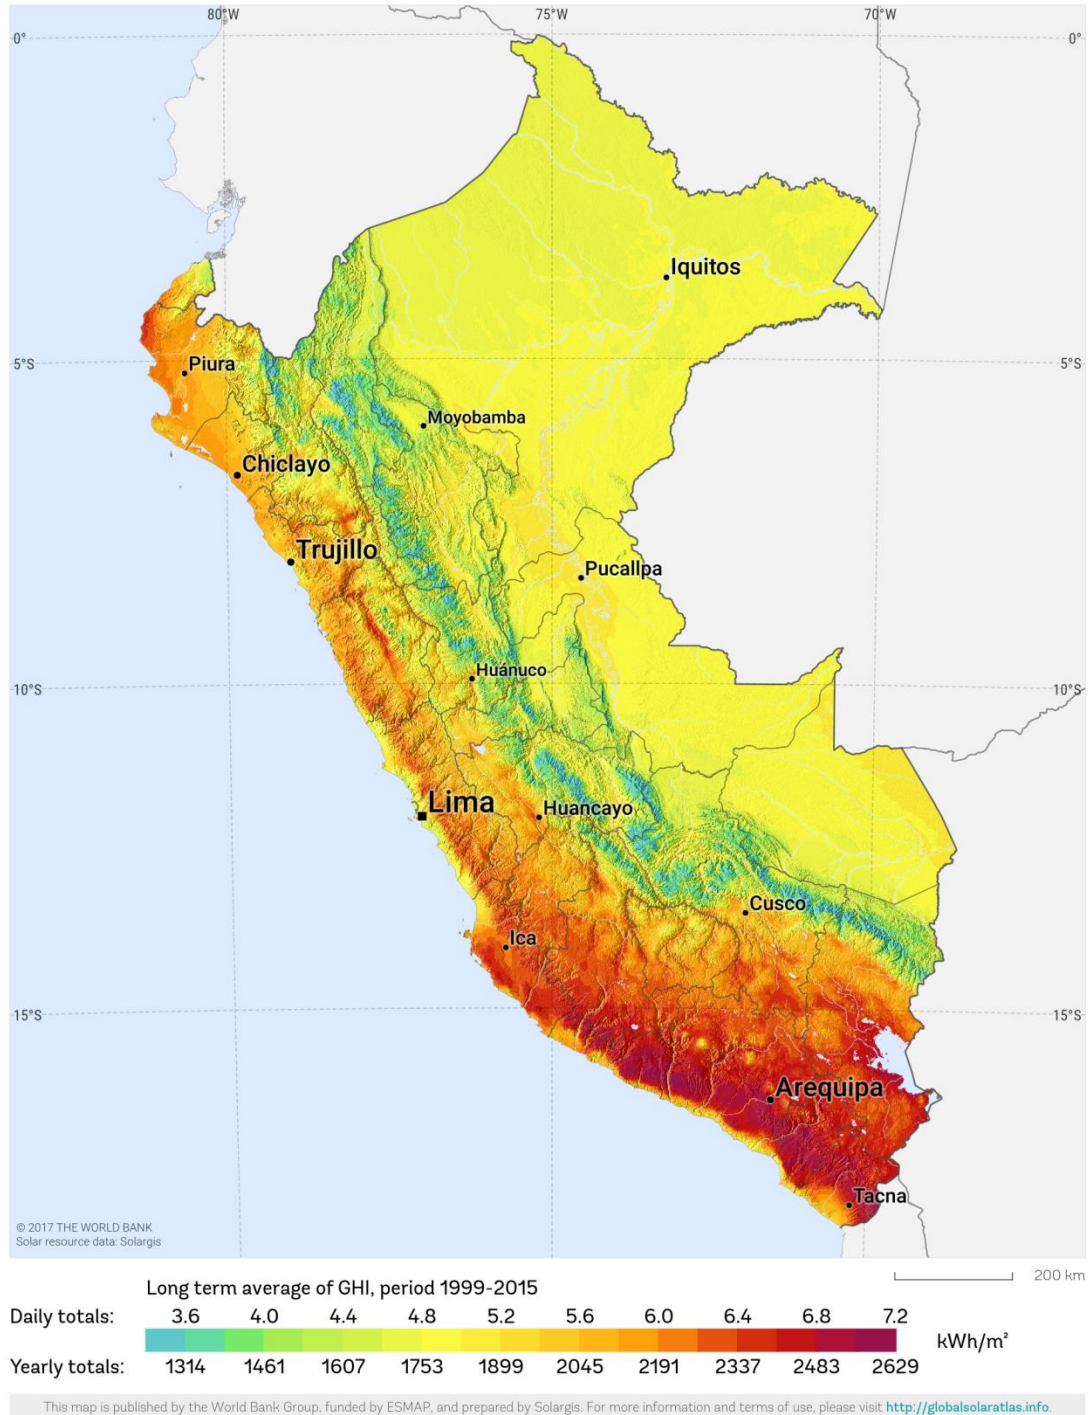 80°W 75°W 70°W
0° 0°
Iquitos
5°S 5°S
Piura
Moyobamba
Chiclayo
Trujillo
Pucallpa
Huánuco
10°S 10°S
Lima
Huancayo
Cusco
Ica
15°S 15°S
Arequipa
Tacna
© 2017 THE WORLD BANK
Solar resource data: Solargis
200 km
Long term average of GHI, period 1999-2015
Daily totals: 3.6 4.0 4.4 4.8 5.2 5.6 6.0 6.4 6.8 7.2
kWh/m²
Yearly totals: 1314 1461 1607 1753 1899 2045 2191 2337 2483 2629
This map is published by the World Bank Group, funded by ESMAP, and prepared by Solargis. For more information and terms of use, please visit http://globalsolaratlas.info.